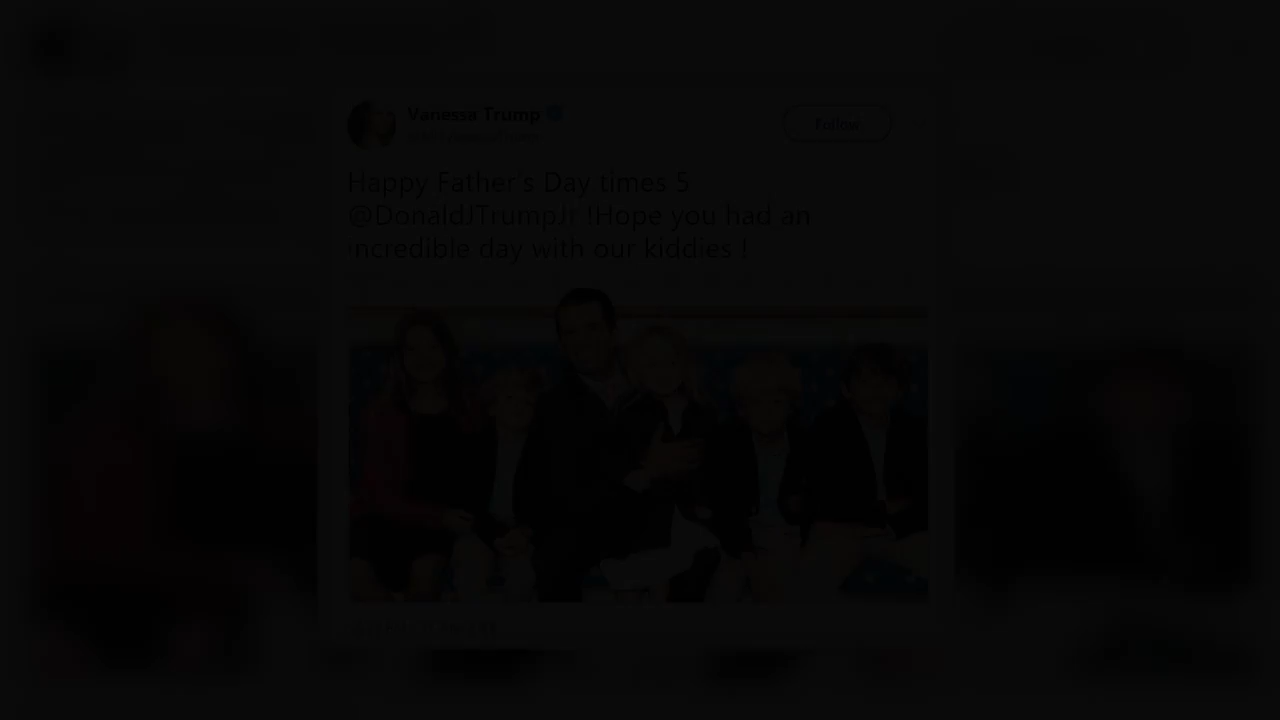 Vanessa Trump
Follow
Happy Father's Day times 5
@DonaldJTrumpJr !Hope you had an
incredible day with our kiddies !